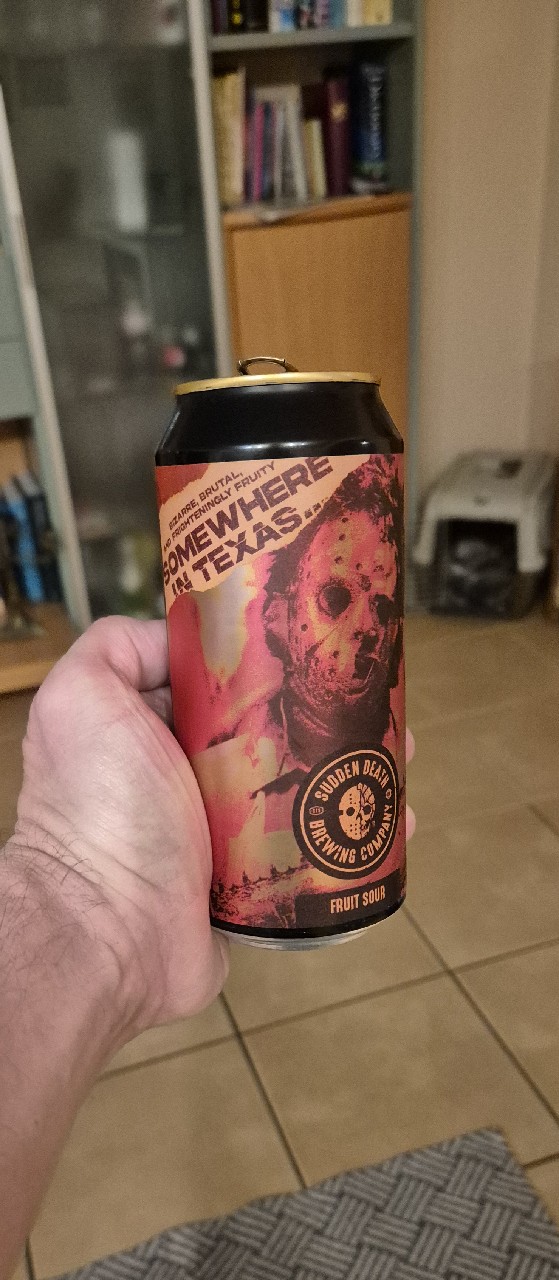 BIZARRE, BRUTAL,
AND FRIGHTENINGLY FRUITY
SOMEWHERE
IN TEXAS...
SUDDEN DEATH
BREWING COMPANY
FRUIT SOUR